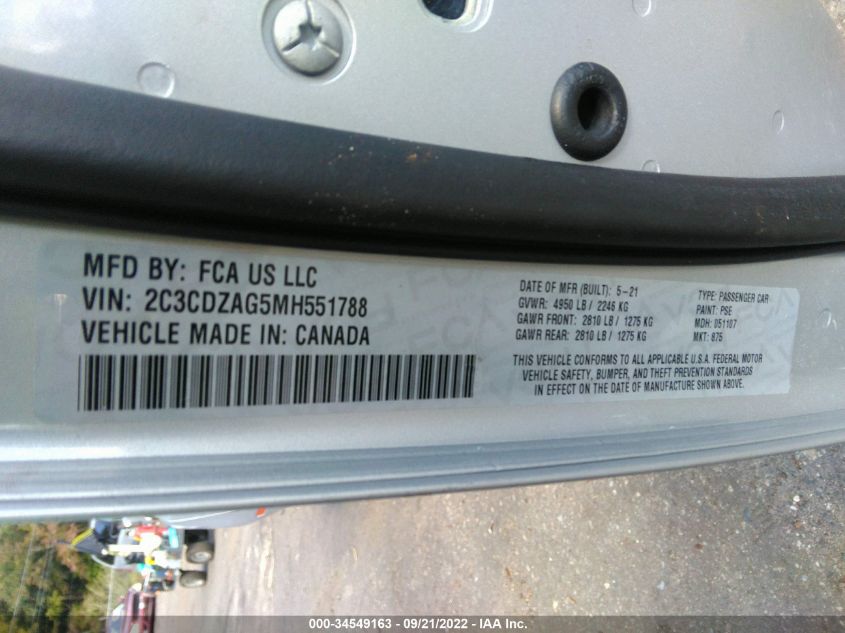 MFD BY: FCA US LLC
VIN: 2C3CDZAG5MH551788
VEHICLE MADE IN: CANADA
DATE OF MFR (BUILT): 5-21
GVWR: 4950 LB / 2246 KG
GAWR FRONT: 2810 LB / 1275 KG
GAWR REAR: 2810 LB / 1275 KG
TYPE: PASSENGER CAR
PAINT: PSE
MDH: 051107
MKT: 875
THIS VEHICLE CONFORMS TO ALL APPLICABLE U.S.A. FEDERAL MOTOR
VEHICLE SAFETY, BUMPER, AND THEFT PREVENTION STANDARDS
IN EFFECT ON THE DATE OF MANUFACTURE SHOWN ABOVE.
000-34549163 - 09/21/2022 - IAA Inc.